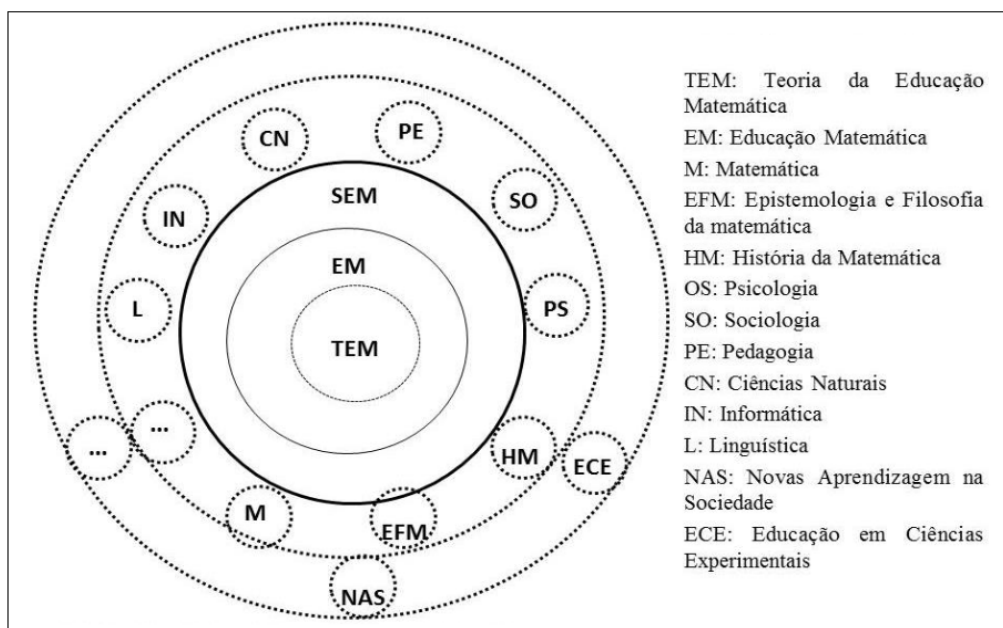 CN
PE
SEM
SO
IN
EM
L
PS
TEM
...
...
HM
ECE
M
EFM
NAS
TEM: Teoria da Educação
Matemática
EM: Educação Matemática
M: Matemática
EFM: Epistemologia e Filosofia
da matemática
HM: História da Matemática
OS: Psicologia
SO: Sociologia
PE: Pedagogia
CN: Ciências Naturais
IN: Informática
L: Linguística
NAS: Novas Aprendizagem na
Sociedade
ECE: Educação em Ciências
Experimentais